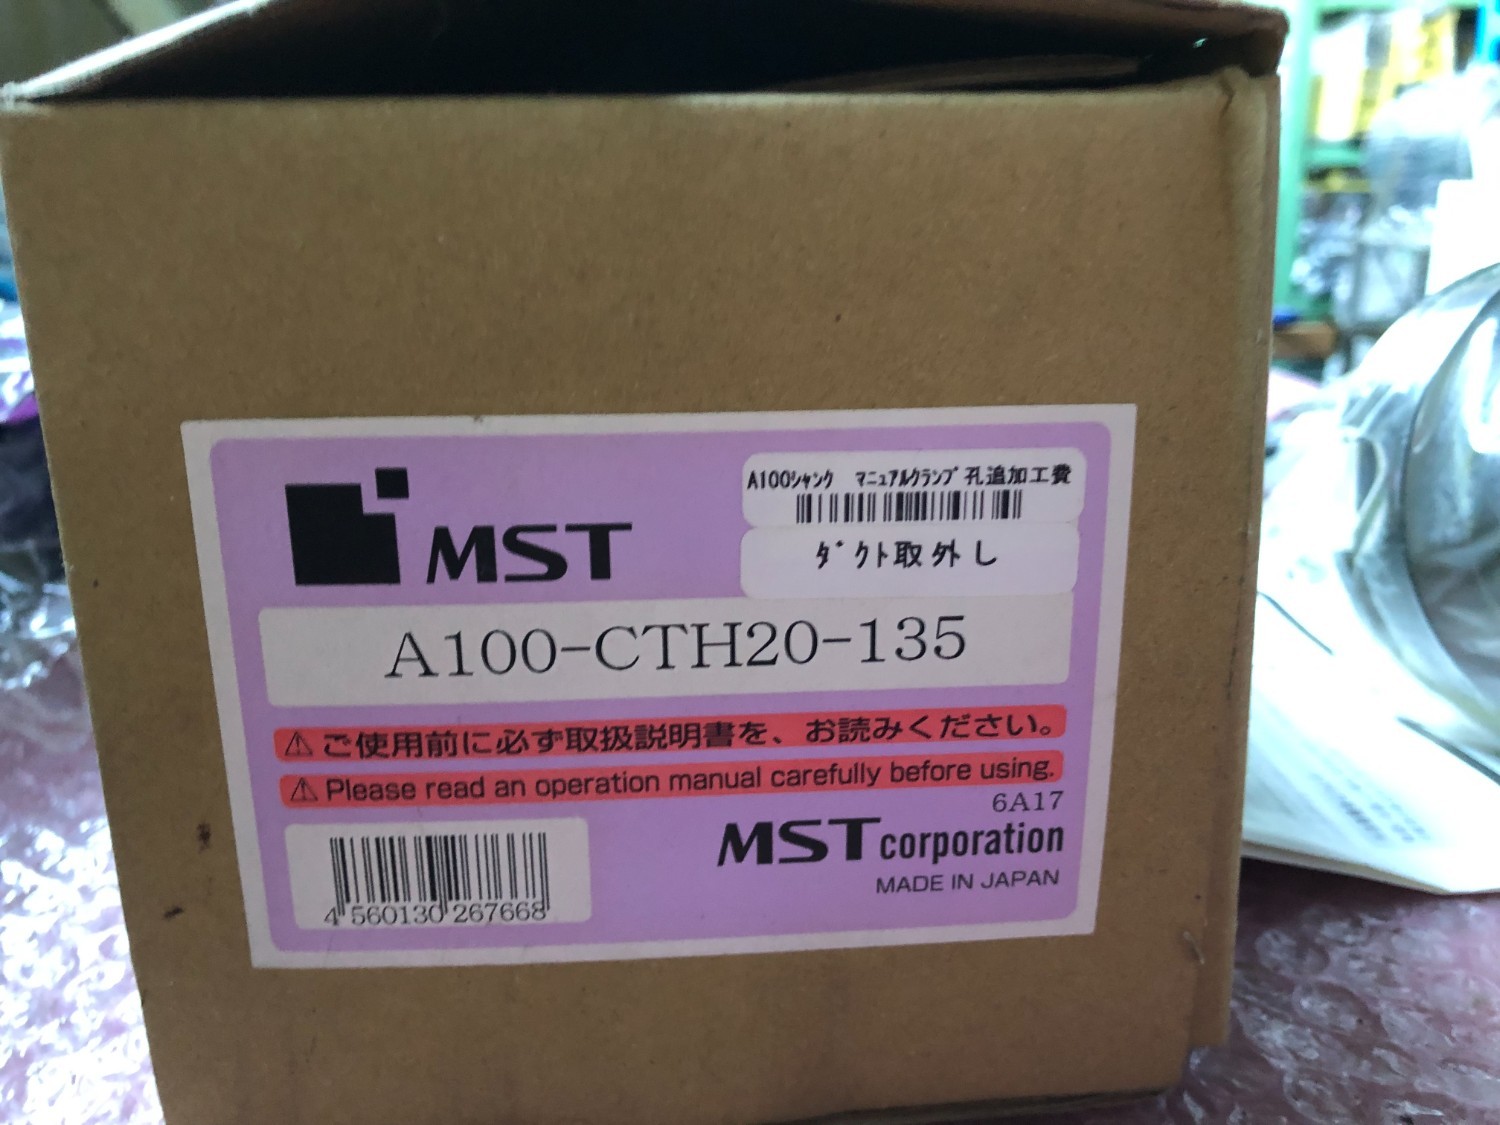 MST
A100ｼｬﾝｸ ﾏﾆｭｱﾙｸﾗﾝﾌﾟ孔追加工費
ﾀﾞｸﾄ取外し
A100-CTH20-135
⚠ご使用前に必ず取扱説明書を、お読みください。
⚠Please read an operation manual carefully before using.
6A17
MST corporation
MADE IN JAPAN
4 560130 267668